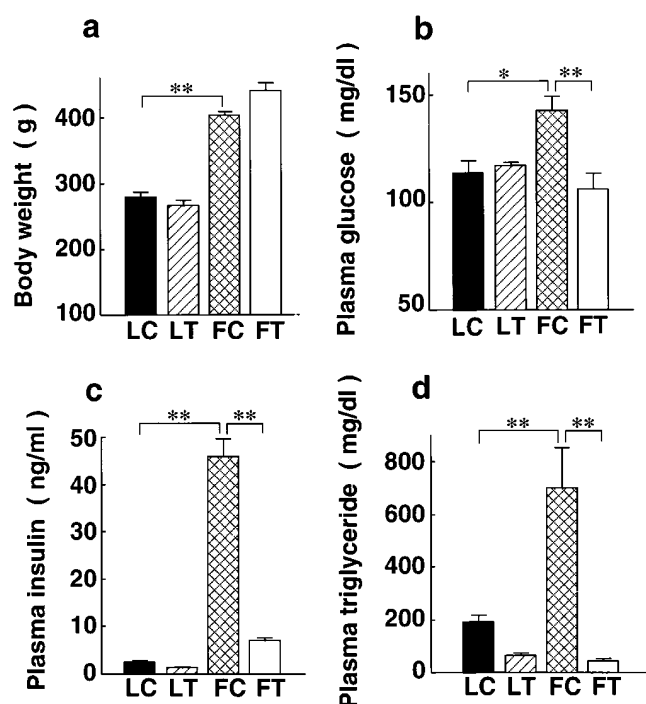 a
Body weight ( g )
400
300
200
100
**
LC LT FC FT
b
Plasma glucose ( mg/dl )
150
100
50
* **
LC LT FC FT
c
Plasma insulin ( ng/ml )
50
40
30
20
10
0
** **
LC LT FC FT
d
Plasma triglyceride ( mg/dl )
800
600
400
200
0
** **
LC LT FC FT